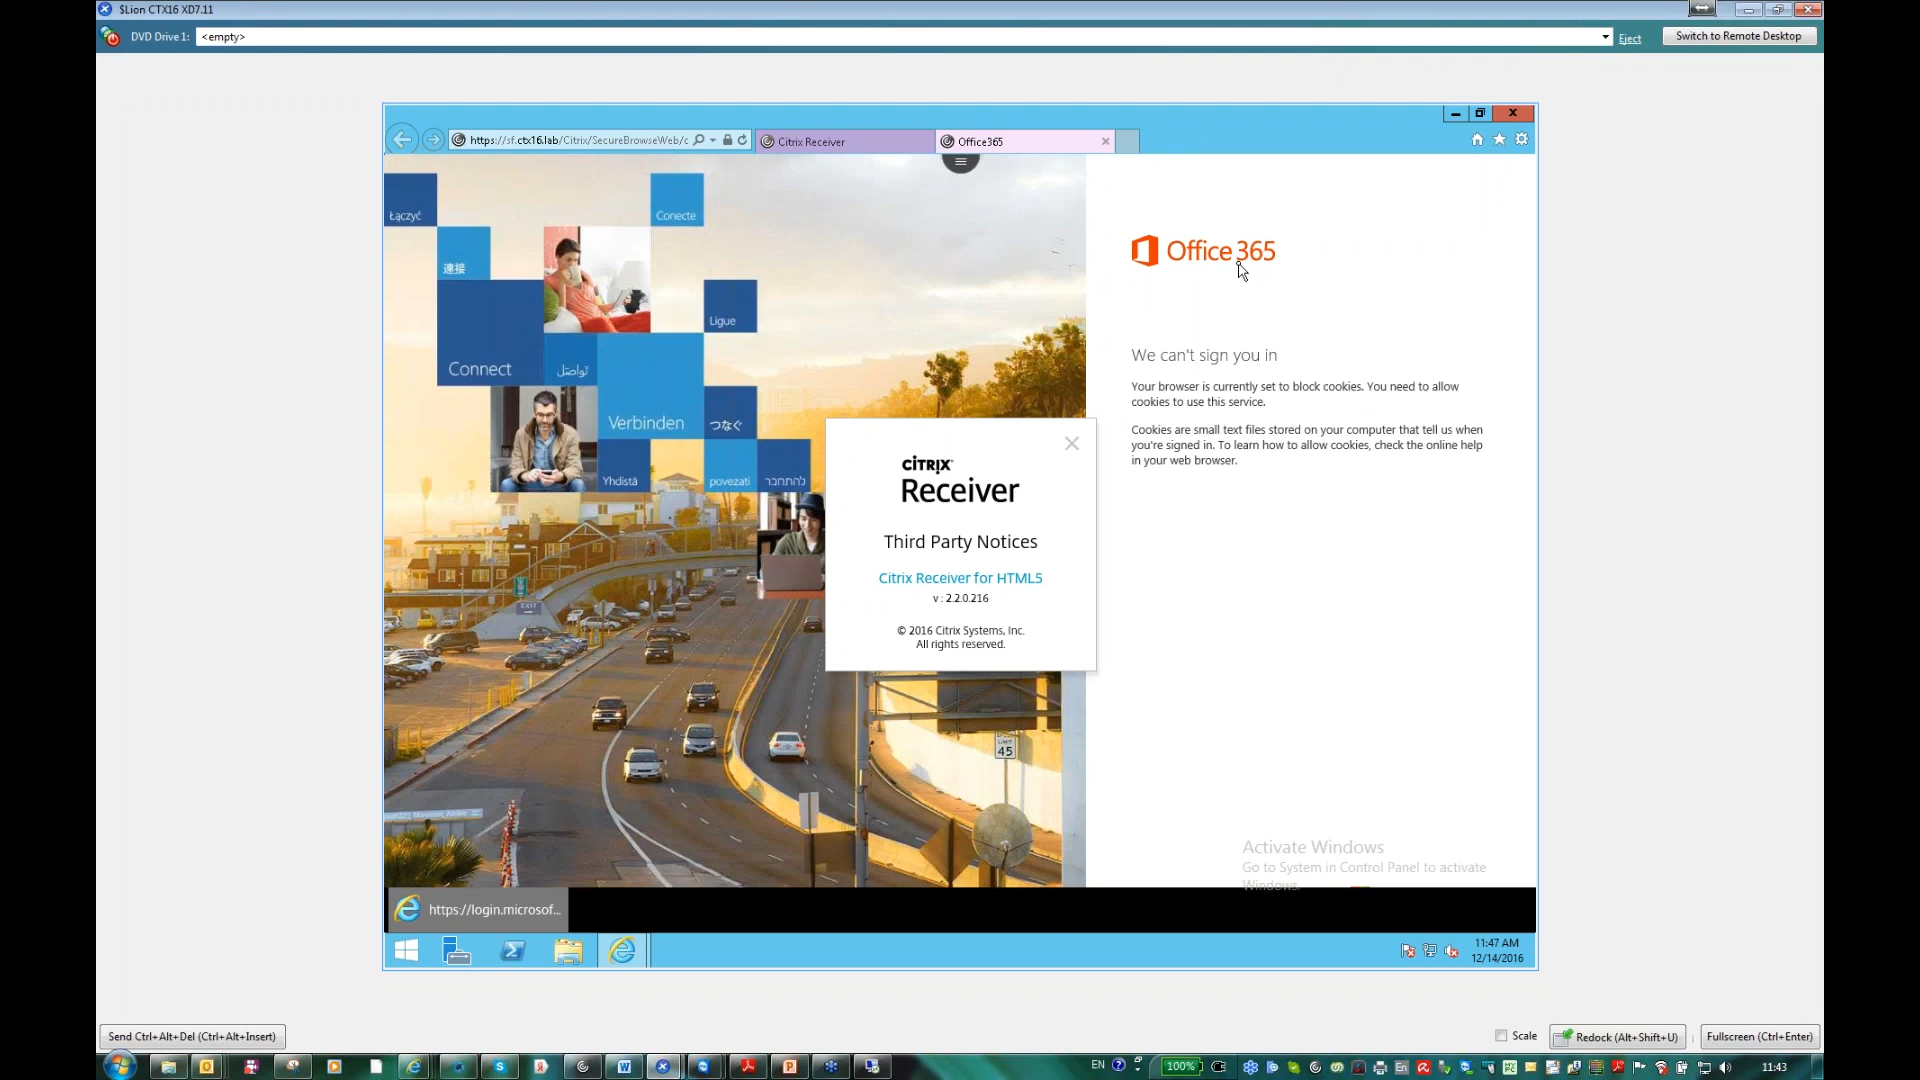 $Lion CTX16 XD7.11
DVD Drive 1: <empty> Eject Switch to Remote Desktop
https://sf.ctx16.lab/Citrix/SecureBrowseWeb/c Citrix Receiver Office365
Łączyć
Conecte
連接
Ligue
Connect
تواصل
Verbinden
つなぐ
Yhdistä
povezati
להתחבר
EXIT
LIMIT
45
Office 365
We can't sign you in
Your browser is currently set to block cookies. You need to allow
cookies to use this service.
Cookies are small text files stored on your computer that tell us when
you're signed in. To learn how to allow cookies, check the online help
in your web browser.
CITRIX
Receiver
Third Party Notices
Citrix Receiver for HTML5
v : 2.2.0.216
© 2016 Citrix Systems, Inc.
All rights reserved.
Activate Windows
Go to System in Control Panel to activate
Windows.
https://login.microsof...
11:47 AM
12/14/2016
Send Ctrl+Alt+Del (Ctrl+Alt+Insert)
Scale
Redock (Alt+Shift+U)
Fullscreen (Ctrl+Enter)
EN 100% 11:43